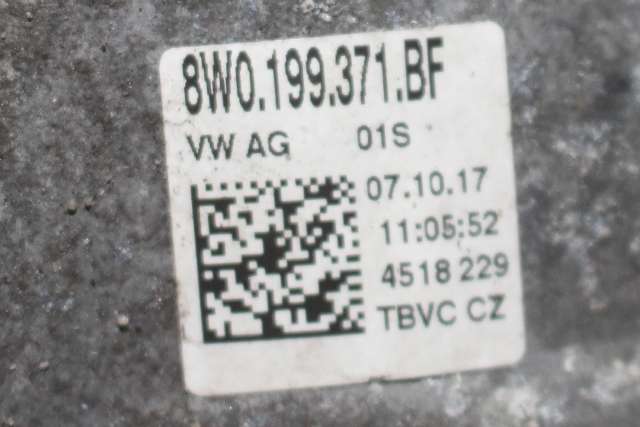 8W0.199.371.BF
VW AG 01S
07.10.17
11:05:52
4518 229
TBVC CZ